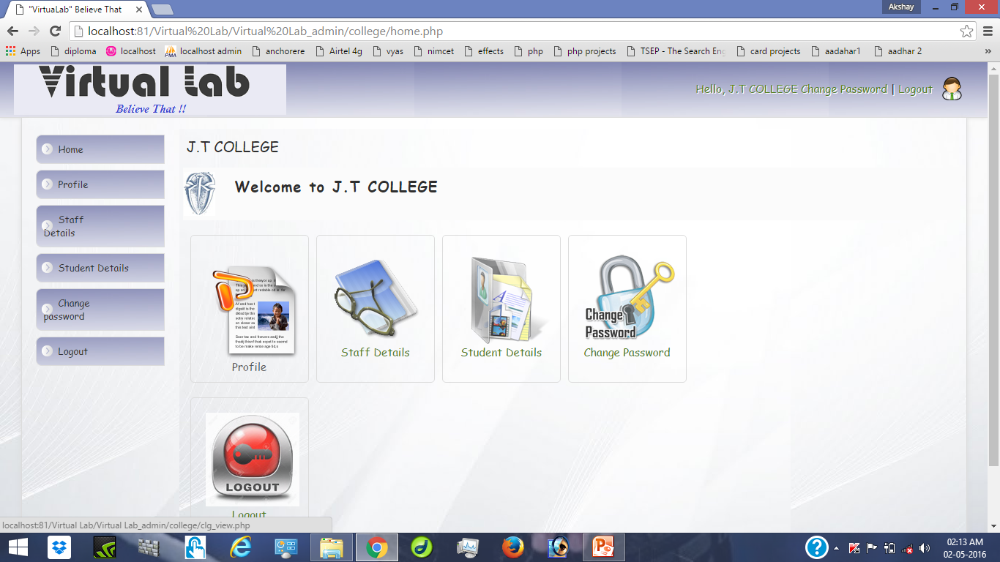 "VirtuaLab" Believe That
Akshay
localhost:81/Virtual%20Lab/Virtual%20Lab_admin/college/home.php
Apps diploma localhost localhost admin anchorere Airtel 4g vyas nimcet effects php php projects TSEP - The Search Eng card projects aadahar1 aadhar 2 »
PMA
Virtual Lab
Believe That !!
Hello, J.T COLLEGE Change Password | Logout
Home
Profile
Staff
Details
Student Details
Change
password
Logout
J.T COLLEGE
Welcome to J.T COLLEGE
Profile
Staff Details
Student Details
Change
Password
Change Password
LOGOUT
Logout
localhost:81/Virtual Lab/Virtual Lab_admin/college/clg_view.php
02:13 AM
02-05-2016